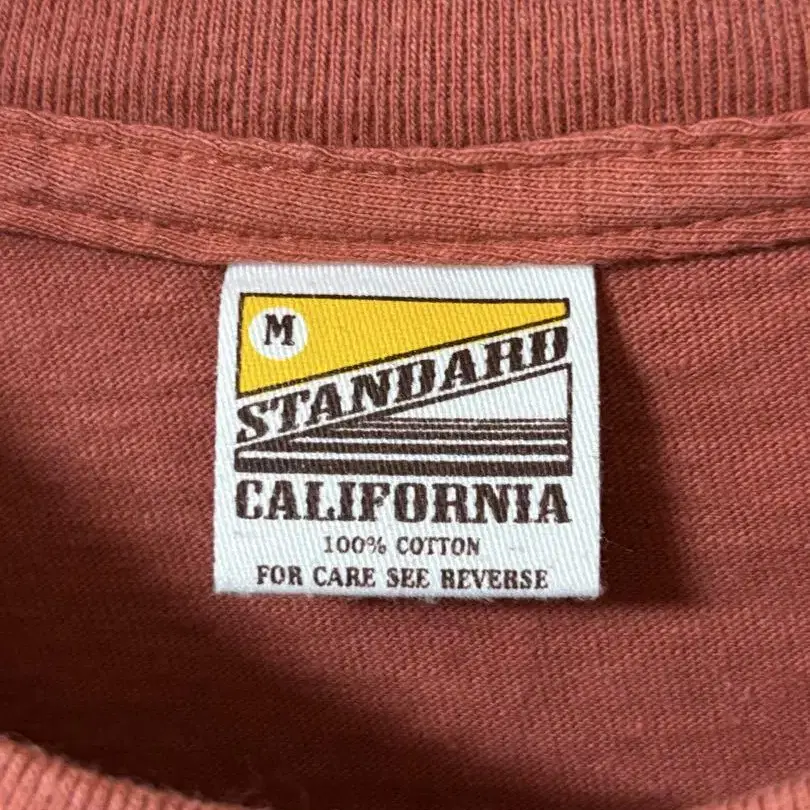 M
STANDARD
CALIFORNIA
100% COTTON
FOR CARE SEE REVERSE